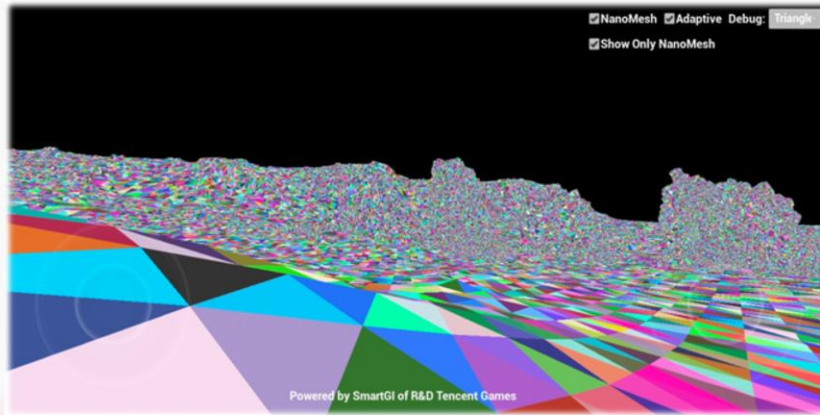 NanoMesh Adaptive Debug: Triangle
Show Only NanoMesh
Powered by SmartGI of R&D Tencent Games